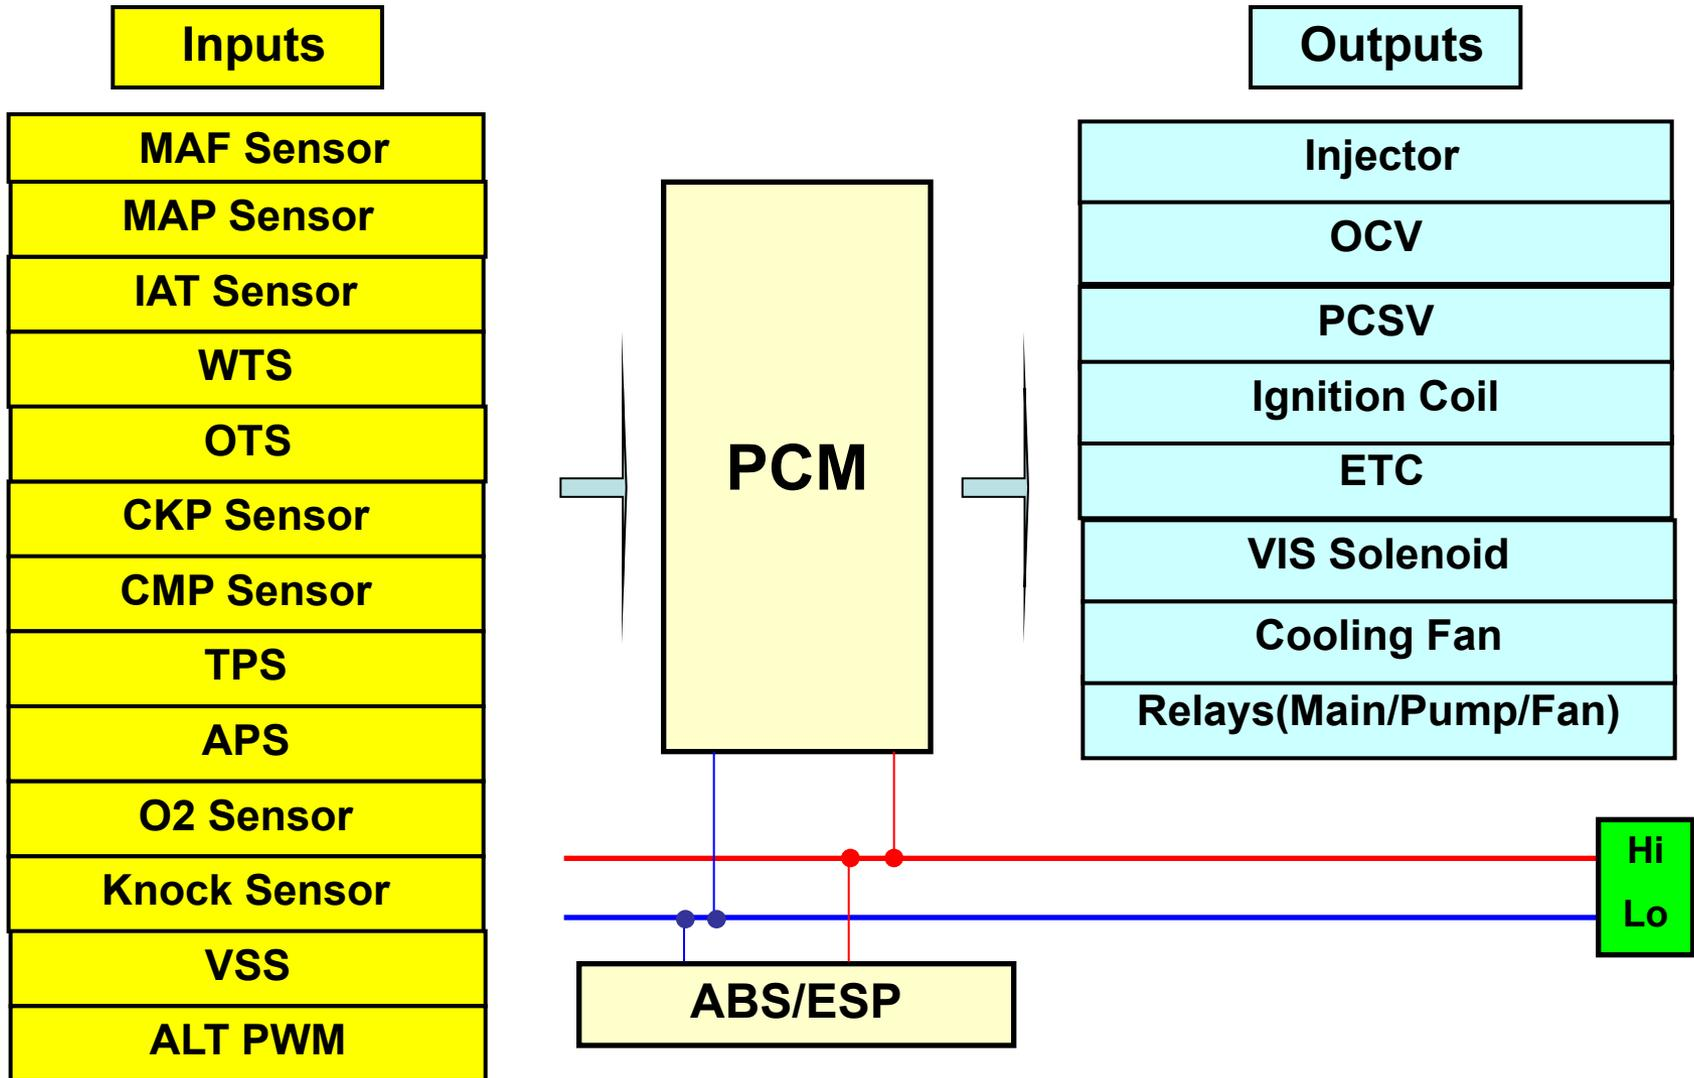 Inputs
MAF Sensor
MAP Sensor
IAT Sensor
WTS
OTS
CKP Sensor
CMP Sensor
TPS
APS
O2 Sensor
Knock Sensor
VSS
ALT PWM
PCM
ABS/ESP
Outputs
Injector
OCV
PCSV
Ignition Coil
ETC
VIS Solenoid
Cooling Fan
Relays(Main/Pump/Fan)
Hi
Lo